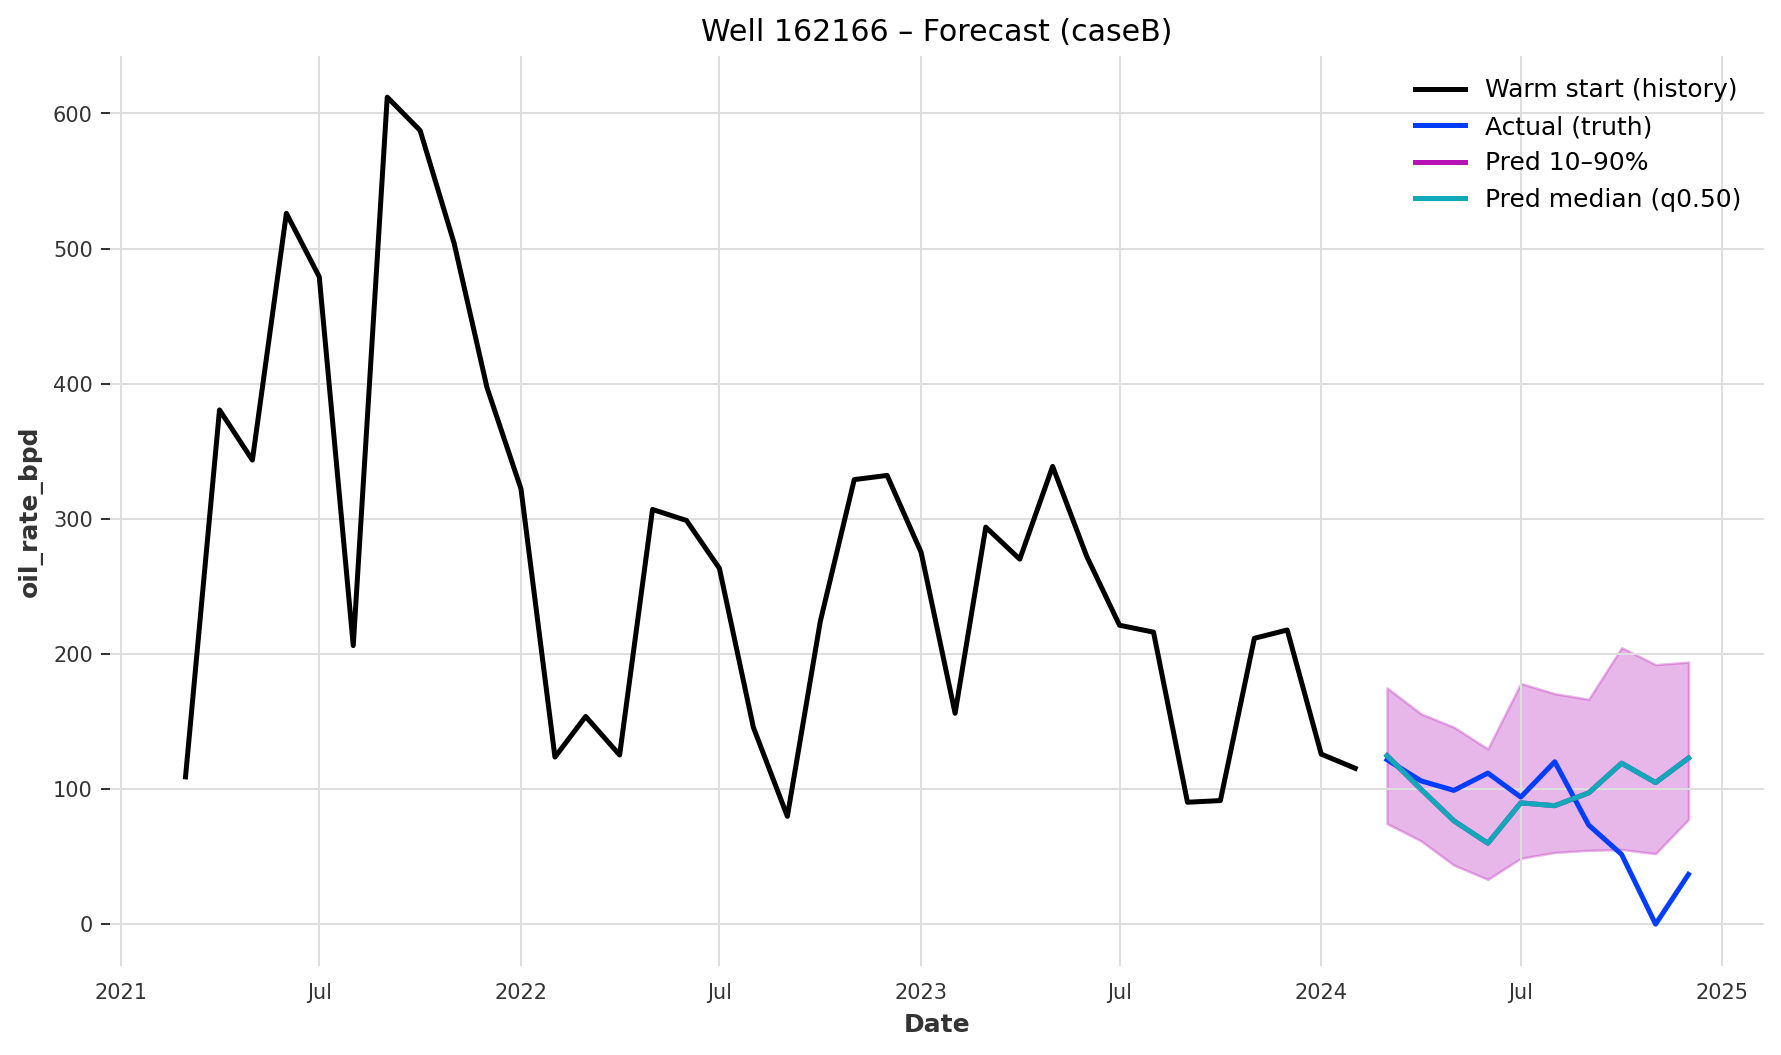 Well 162166 – Forecast (caseB)
Warm start (history)
Actual (truth)
Pred 10–90%
Pred median (q0.50)
oil_rate_bpd
600
500
400
300
200
100
0
2021
Jul
2022
Jul
2023
Jul
2024
Jul
2025
Date